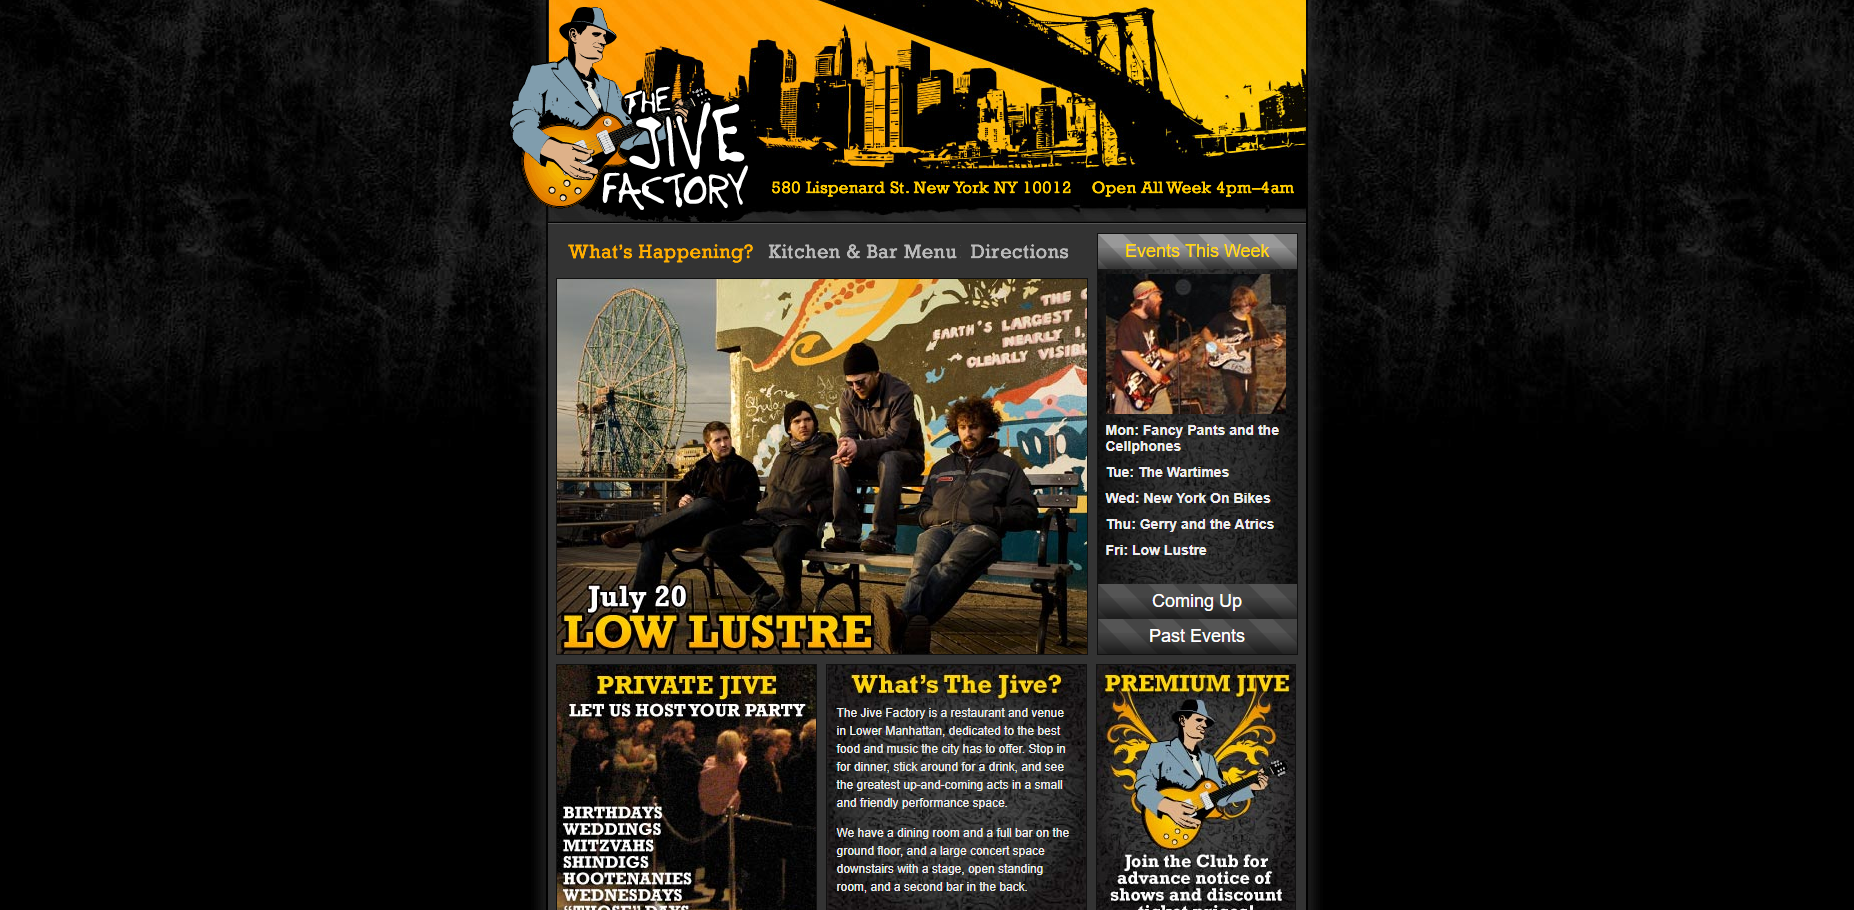 THE
JIVE
FACTORY
580 Lispenard St. New York NY 10012 Open All Week 4pm–4am
What's Happening? Kitchen & Bar Menu Directions
THE
EARTH'S LARGEST
NEARLY 1,
CLEARLY VISIBL
July 20
LOW LUSTRE
Events This Week
Mon: Fancy Pants and the
Cellphones
Tue: The Wartimes
Wed: New York On Bikes
Thu: Gerry and the Atrics
Fri: Low Lustre
Coming Up
Past Events
PRIVATE JIVE
LET US HOST YOUR PARTY
BIRTHDAYS
WEDDINGS
MITZVAHS
SHINDIGS
HOOTENANIES
WEDNESDAYS
"THOSE" DAYS
What's The Jive?
The Jive Factory is a restaurant and venue
in Lower Manhattan, dedicated to the best
food and music the city has to offer. Stop in
for dinner, stick around for a drink, and see
the greatest up-and-coming acts in a small
and friendly performance space.
We have a dining room and a full bar on the
ground floor, and a large concert space
downstairs with a stage, open standing
room, and a second bar in the back.
PREMIUM JIVE
Join the Club for
advance notice of
shows and discount
ticket prices!